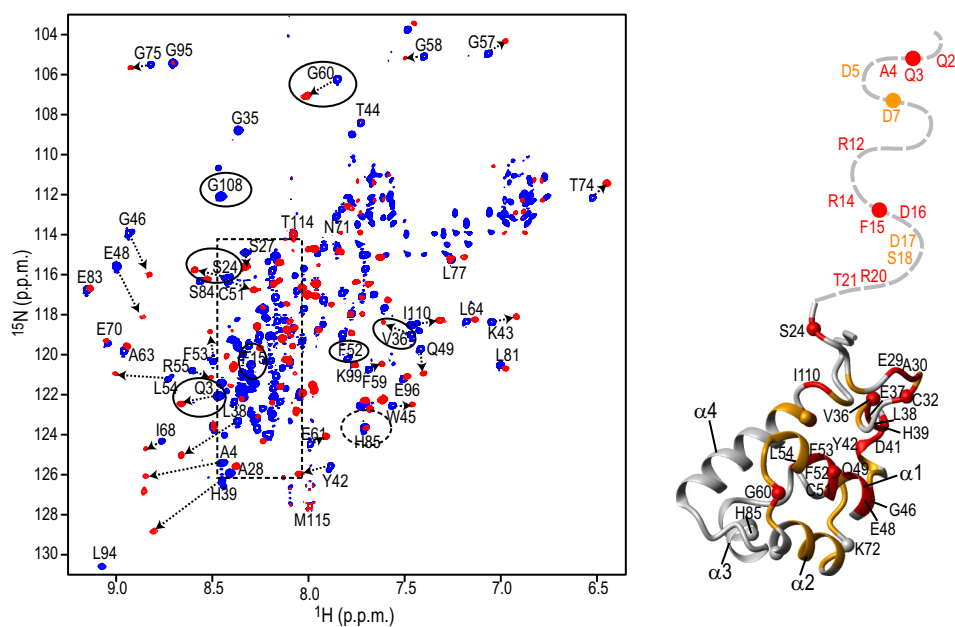 104
106
108
110
112
114
116
118
120
122
124
126
128
130
15N (p.p.m.)
9.0
8.5
8.0
7.5
7.0
6.5
1H (p.p.m.)
G75
G95
G58
G57
G60
T44
G35
G108
T74
G46
T114
N71
E48
S27
S24
L77
E83
S84
C51
I110
L64
K43
E70
A63
F53
V36
R55
F15
F52
Q49
L81
L54
Q3
K99
F59
L38
E96
W45
I68
E61
H85
A4
A28
Y42
H39
M115
L94
Q2
D5
A4
Q3
D7
R12
R14
D16
F15
D17
S18
T21
R20
S24
E29
A30
I110
E37
C32
V36
L38
H39
α4
Y42
D41
F53
L54
F52
Q49
C51
α1
G60
G46
H85
E48
K72
α3
α2